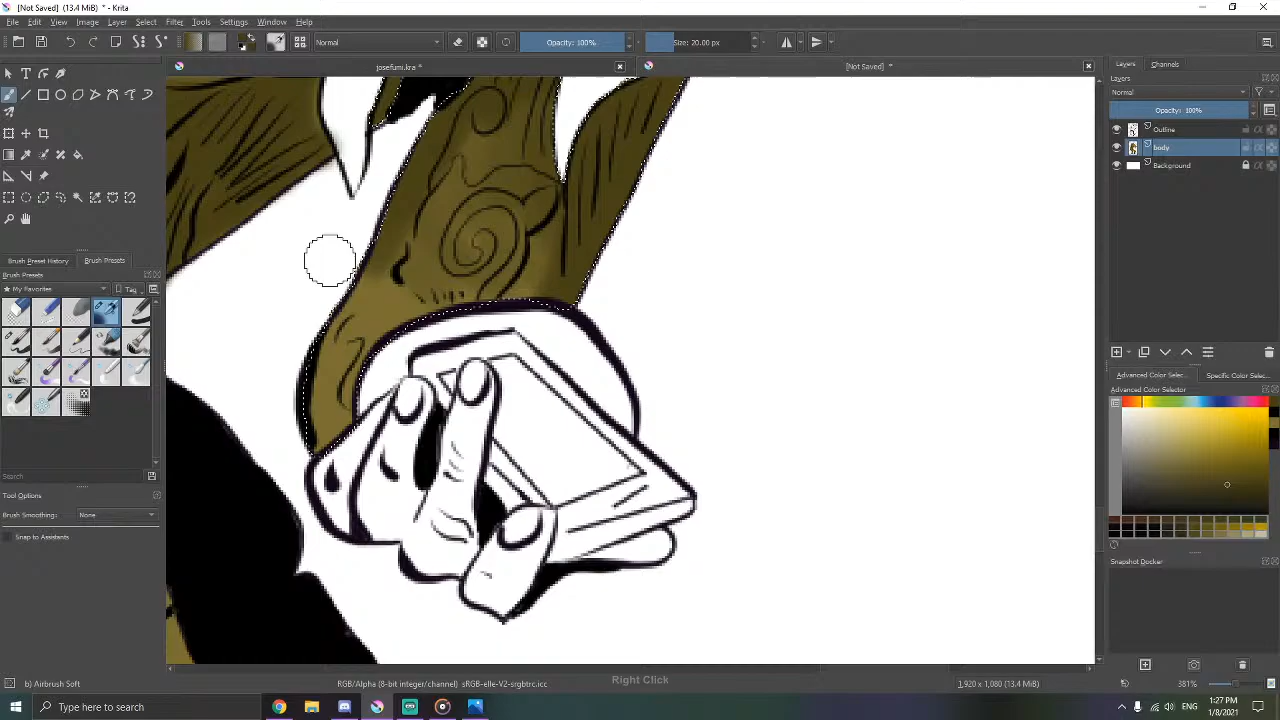 [Not Saved] (13.4 MiB) * - Krita
File Edit View Image Layer Select Filter Tools Settings Window Help
Normal
Opacity: 100%
Size: 20.00 px
josefumi.kra *
[Not Saved] *
Layers Channels
Layers
Normal
Opacity: 100%
Outline
body
Background
Brush Preset History Brush Presets
Brush Presets
My Favorites
Tag
Search
Tool Options
Brush Smoothing: None
Snap to Assistants
Advanced Color Selec... Specific Color Selec...
Advanced Color Selector
Snapshot Docker
b) Airbrush Soft
RGB/Alpha (8-bit integer/channel) sRGB-elle-V2-srgbtrc.icc
Right Click
1,920 x 1,080 (13.4 MiB)
381%
Type here to search
ENG
1:27 PM
1/8/2021